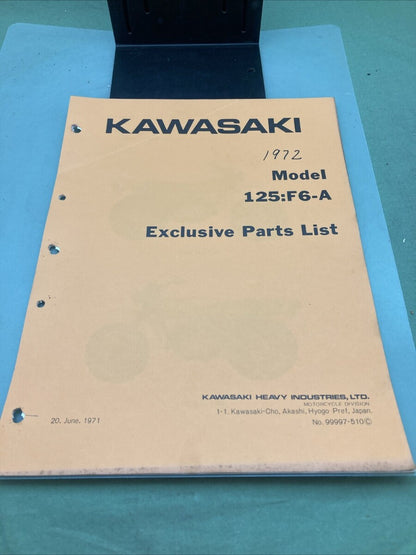 KAWASAKI
1972
Model
125:F6-A
Exclusive Parts List
KAWASAKI HEAVY INDUSTRIES, LTD.
MOTORCYCLE DIVISION
1-1, Kawasaki-Cho, Akashi, Hyogo Pref, Japan.
No. 99997-510Ⓒ
20. June. 1971